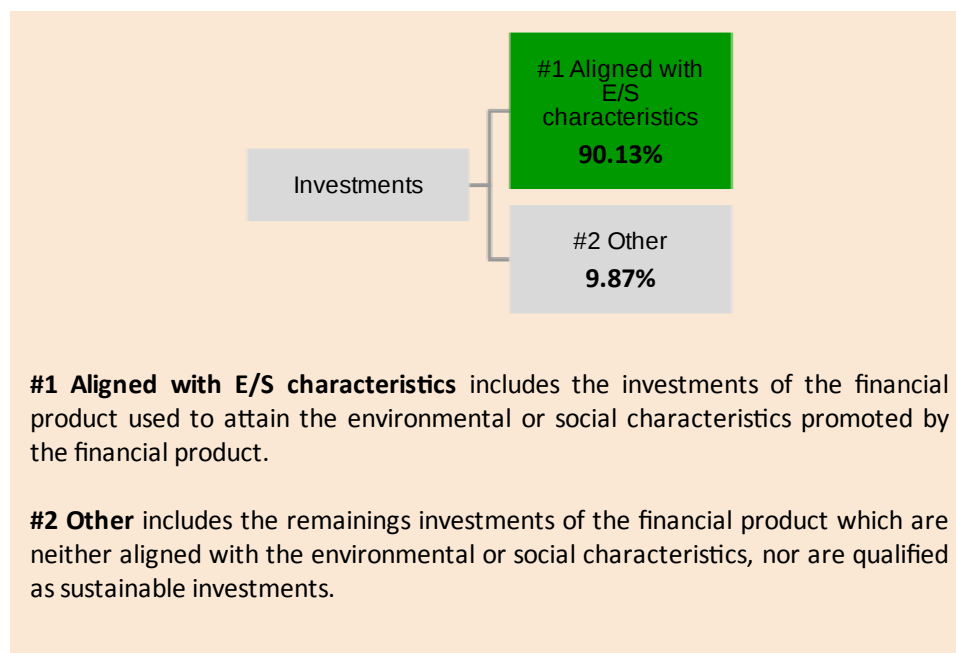 #1 Aligned with
E/S
characteristics
90.13%
Investments
#2 Other
9.87%
#1 Aligned with E/S characteristics includes the investments of the financial
product used to attain the environmental or social characteristics promoted by
the financial product.
#2 Other includes the remainings investments of the financial product which are
neither aligned with the environmental or social characteristics, nor are qualified
as sustainable investments.